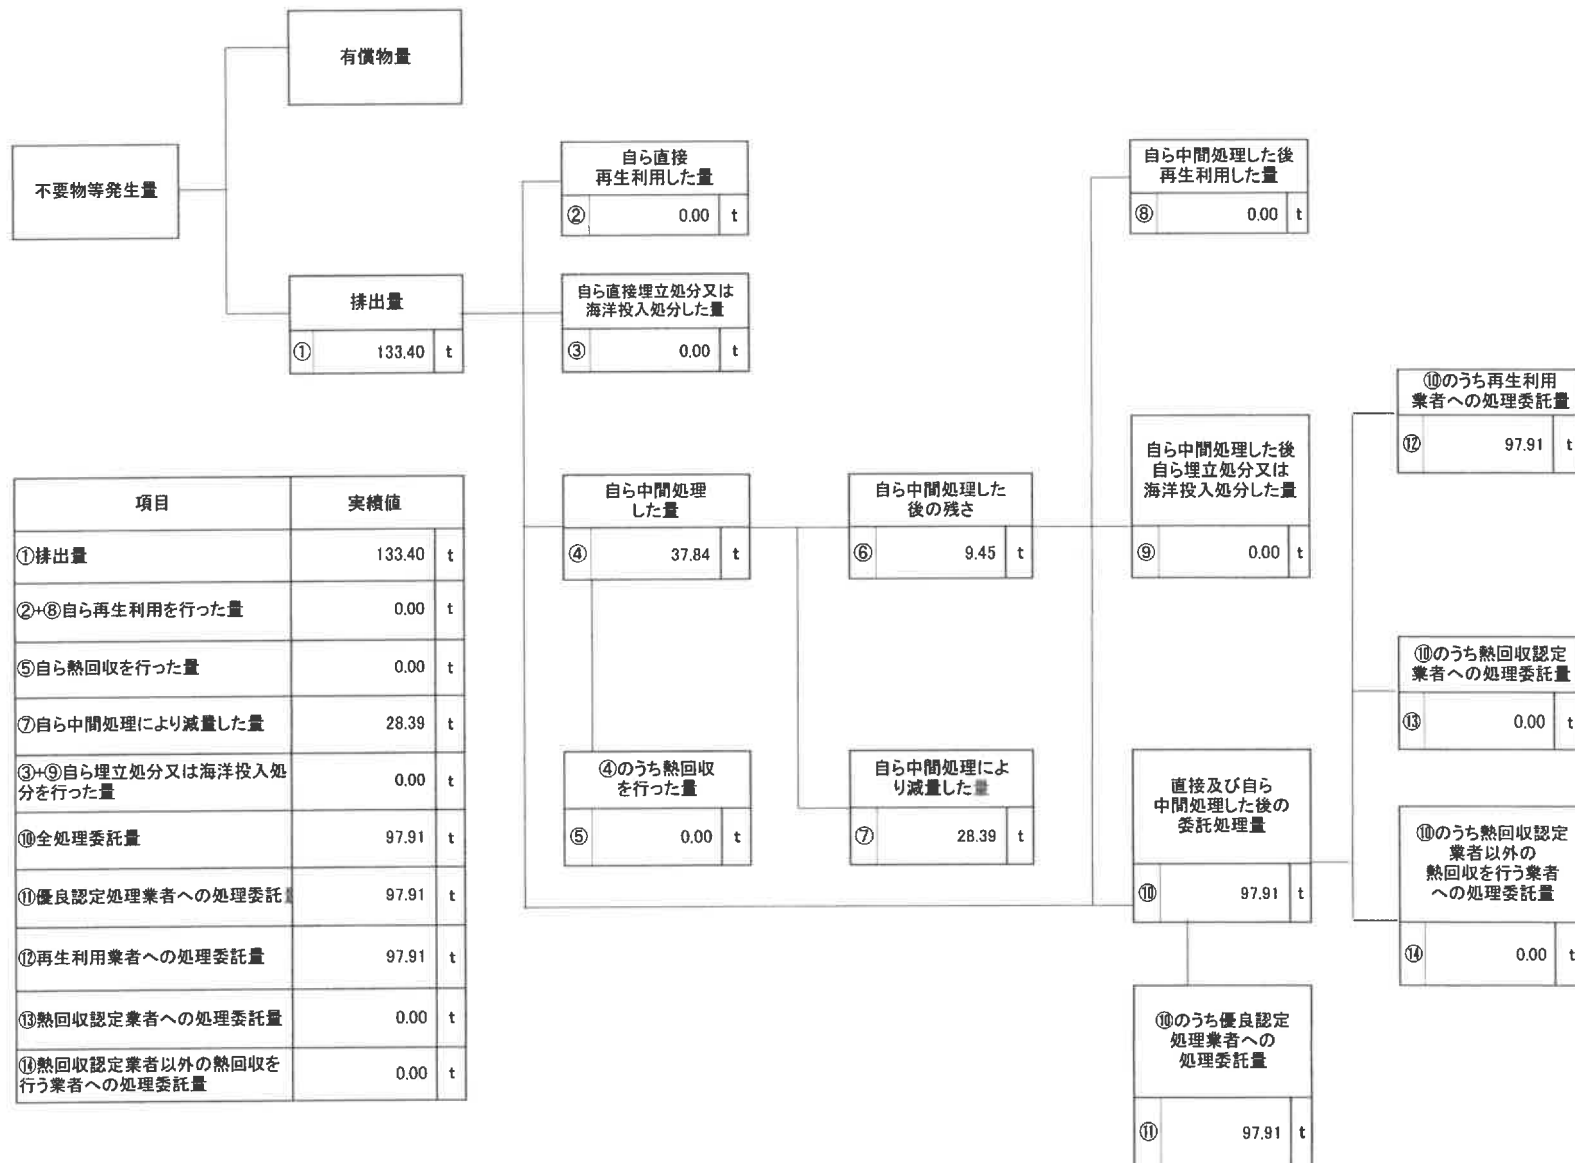 有償物量
不要物等発生量
排出量
① 133.40 t
自ら直接
再生利用した量
② 0.00 t
自ら直接埋立処分又は
海洋投入処分した量
③ 0.00 t
自ら中間処理
した量
④ 37.84 t
④のうち熱回収
を行った量
⑤ 0.00 t
自ら中間処理した
後の残さ
⑥ 9.45 t
自ら中間処理によ
り減量した量
⑦ 28.39 t
自ら中間処理した後
再生利用した量
⑧ 0.00 t
自ら中間処理した後
自ら埋立処分又は
海洋投入処分した量
⑨ 0.00 t
直接及び自ら
中間処理した後の
委託処理量
⑩ 97.91 t
⑩のうち優良認定
処理業者への
処理委託量
⑪ 97.91 t
⑩のうち再生利用
業者への処理委託量
⑫ 97.91 t
⑩のうち熱回収認定
業者への処理委託量
⑬ 0.00 t
⑩のうち熱回収認定
業者以外の
熱回収を行う業者
への処理委託量
⑭ 0.00 t
項目 実績値
①排出量 133.40 t
②+⑧自ら再生利用を行った量 0.00 t
⑤自ら熱回収を行った量 0.00 t
⑦自ら中間処理により減量した量 28.39 t
③+⑨自ら埋立処分又は海洋投入処
分を行った量 0.00 t
⑩全処理委託量 97.91 t
⑪優良認定処理業者への処理委託 97.91 t
⑫再生利用業者への処理委託量 97.91 t
⑬熱回収認定業者への処理委託量 0.00 t
⑭熱回収認定業者以外の熱回収を
行う業者への処理委託量 0.00 t